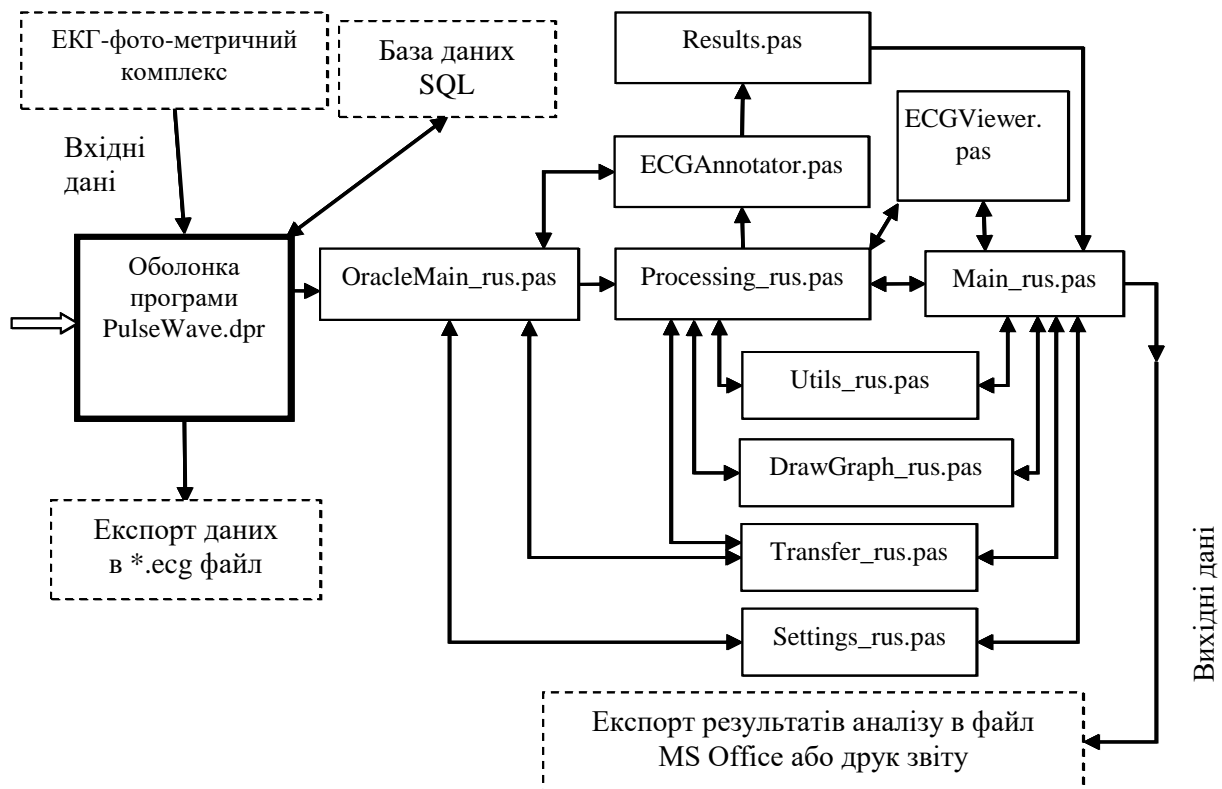 ЕКГ-фото-метричний
комплекс
База даних
SQL
Results.pas
ECGViewer.
pas
Вхідні
дані
ECGAnnotator.pas
Оболонка
програми
PulseWave.dpr
OracleMain_rus.pas
Processing_rus.pas
Main_rus.pas
Utils_rus.pas
DrawGraph_rus.pas
Експорт даних
в *.ecg файл
Transfer_rus.pas
Settings_rus.pas
Вихідні дані
Експорт результатів аналізу в файл
MS Office або друк звіту